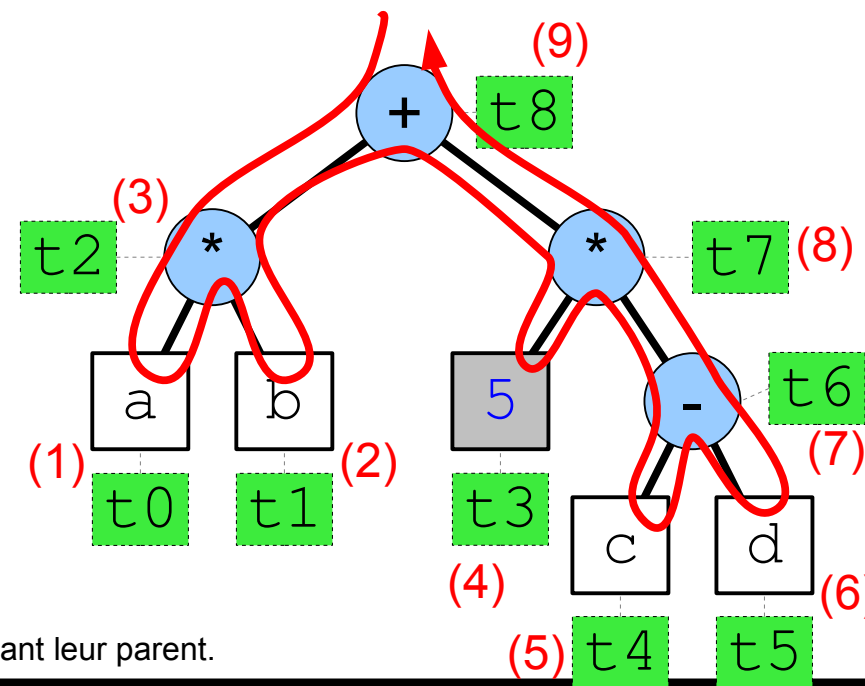 (9)
+ t8
(3)
t2 * * t7 (8)
a b 5 - t6
(1) (2) (7)
t0 t1 t3
c d
(4) (6)
(5) t4 t5
ant leur parent.